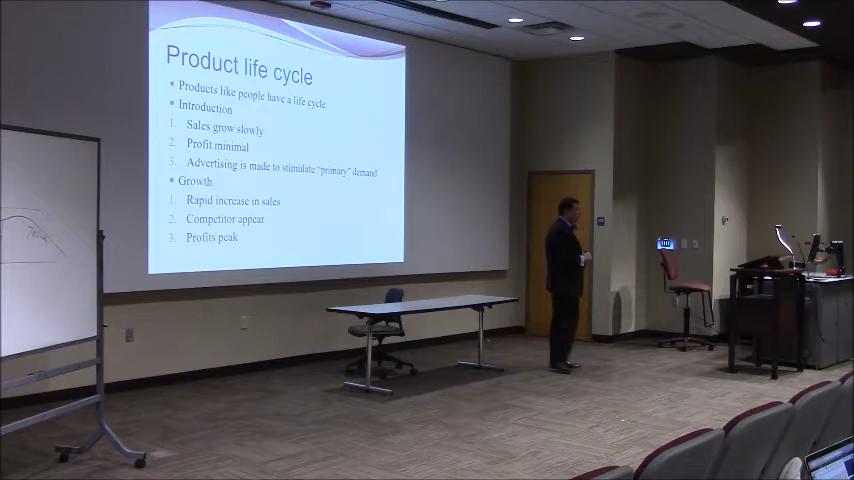 Product life cycle
• Products like people have a life cycle
• Introduction
1. Sales grow slowly
2. Profit minimal
3. Advertising is made to stimulate "primary" demand
• Growth
1. Rapid increase in sales
2. Competitor appear
3. Profits peak